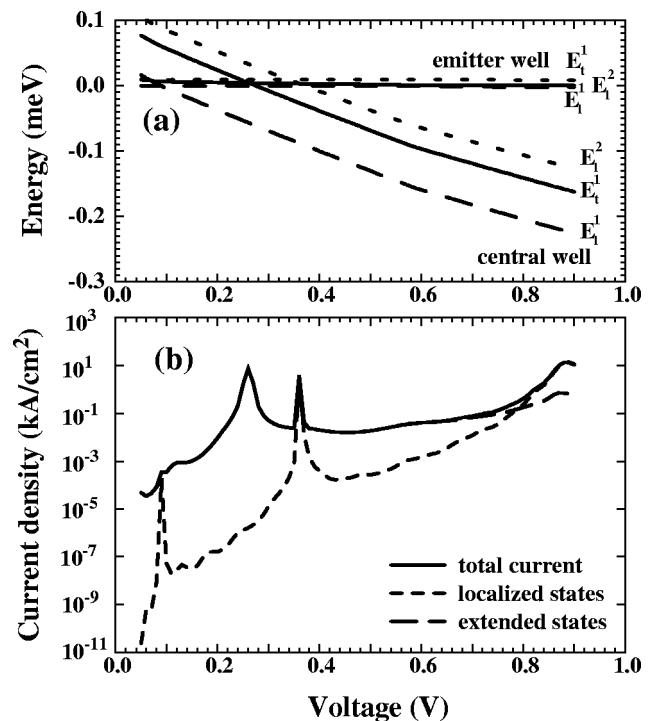 0.1
0.0
-0.1
-0.2
-0.3
Energy (meV)
(a)
emitter well
E_t^1
E_1^1 E_1^2
E_1^2
E_t^1
E_1^1
central well
0.0 0.2 0.4 0.6 0.8 1.0
10^3
10^1
10^-1
10^-3
10^-5
10^-7
10^-9
10^-11
Current density (kA/cm^2)
(b)
total current
localized states
extended states
0.0 0.2 0.4 0.6 0.8 1.0
Voltage (V)